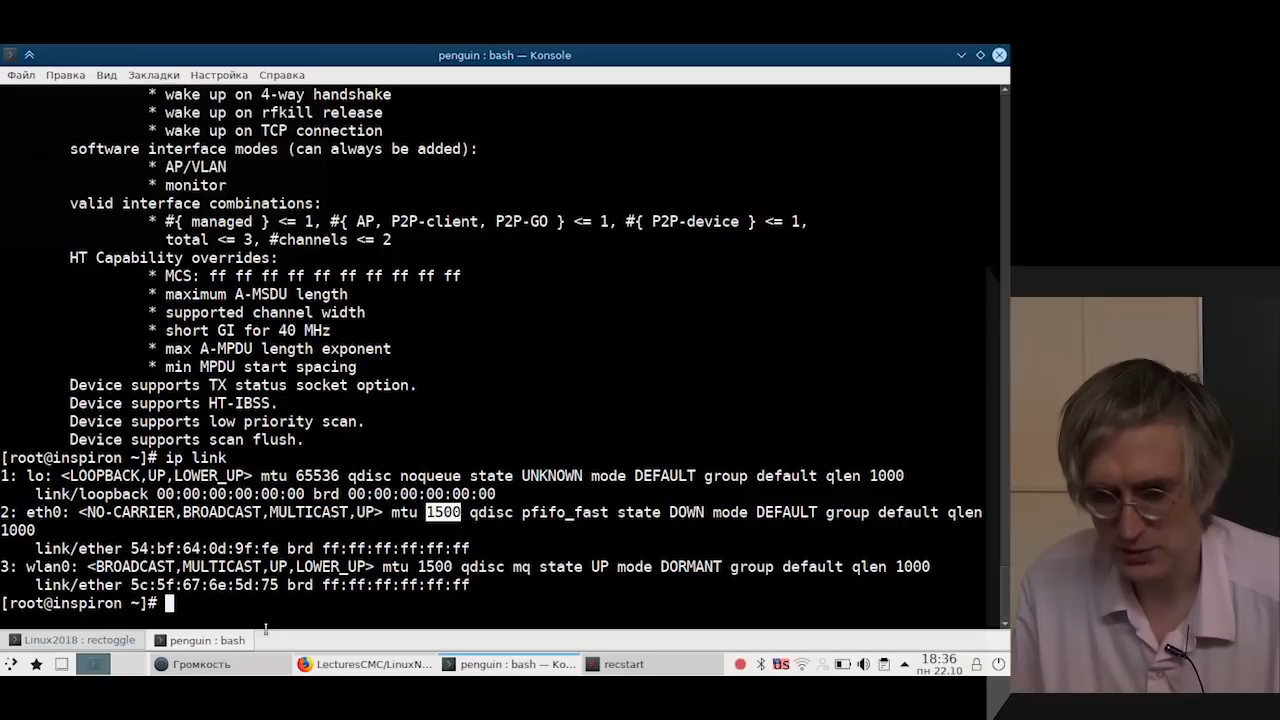 penguin : bash — Konsole
Файл Правка Вид Закладки Настройка Справка
* wake up on 4-way handshake
* wake up on rfkill release
* wake up on TCP connection
software interface modes (can always be added):
* AP/VLAN
* monitor
valid interface combinations:
* #{ managed } <= 1, #{ AP, P2P-client, P2P-GO } <= 1, #{ P2P-device } <= 1,
total <= 3, #channels <= 2
HT Capability overrides:
* MCS: ff ff ff ff ff ff ff ff ff ff
* maximum A-MSDU length
* supported channel width
* short GI for 40 MHz
* max A-MPDU length exponent
* min MPDU start spacing
Device supports TX status socket option.
Device supports HT-IBSS.
Device supports low priority scan.
Device supports scan flush.
[root@inspiron ~]# ip link
1: lo: <LOOPBACK,UP,LOWER_UP> mtu 65536 qdisc noqueue state UNKNOWN mode DEFAULT group default qlen 1000
link/loopback 00:00:00:00:00:00 brd 00:00:00:00:00:00
2: eth0: <NO-CARRIER,BROADCAST,MULTICAST,UP> mtu 1500 qdisc pfifo_fast state DOWN mode DEFAULT group default qlen
1000
link/ether 54:bf:64:0d:9f:fe brd ff:ff:ff:ff:ff:ff
3: wlan0: <BROADCAST,MULTICAST,UP,LOWER_UP> mtu 1500 qdisc mq state UP mode DORMANT group default qlen 1000
link/ether 5c:5f:67:6e:5d:75 brd ff:ff:ff:ff:ff:ff
[root@inspiron ~]#
Linux2018 : rectoggle penguin : bash
Громкость LecturesCMC/LinuxN... penguin : bash — Ko... recstart US 18:36
пн 22.10